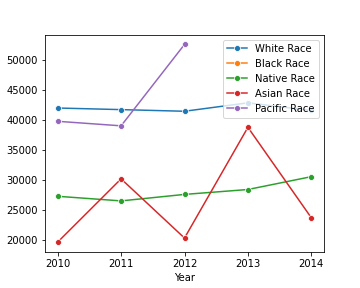 50000
45000
40000
35000
30000
25000
20000
White Race
Black Race
Native Race
Asian Race
Pacific Race
2010 2011 2012 2013 2014
Year